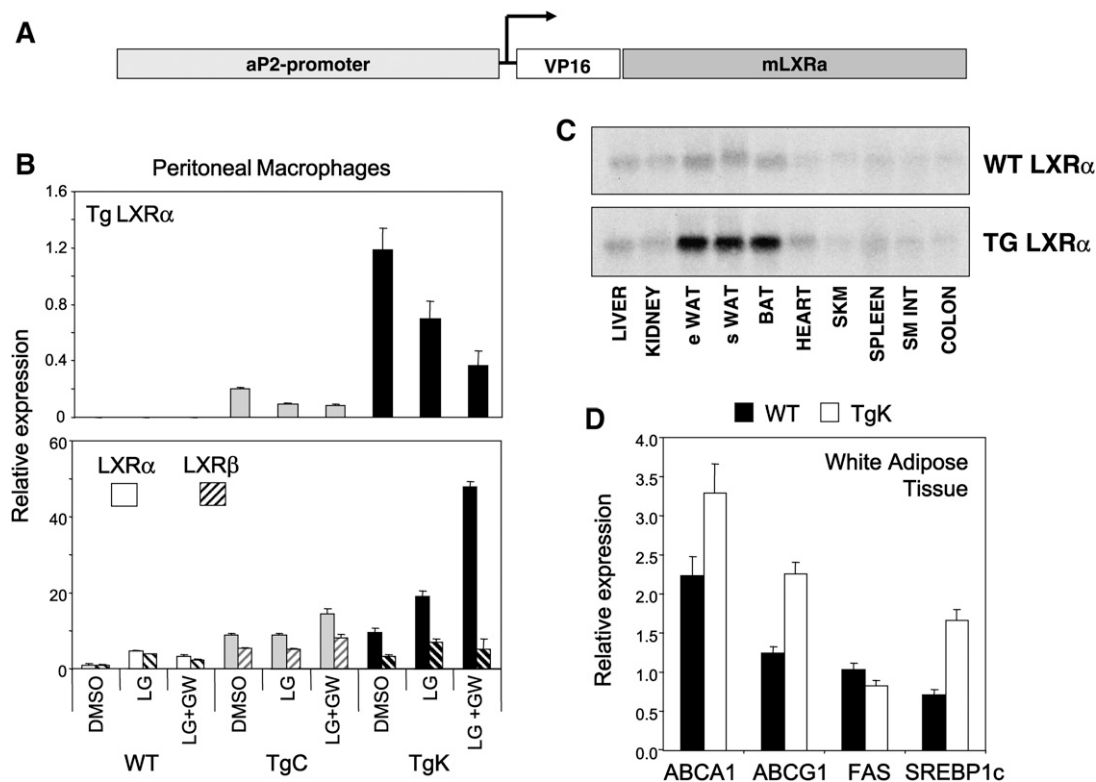 A
aP2-promoter VP16 mLXRa
B
Peritoneal Macrophages
Tg LXRα
1.6
1.2
0.8
0.4
0
Relative expression
LXRα LXRβ
60
40
20
0
DMSO LG LG+GW DMSO LG LG+GW DMSO LG LG +GW
WT TgC TgK
C
WT LXRα
TG LXRα
LIVER KIDNEY e WAT s WAT BAT HEART SKM SPLEEN SM INT COLON
D
WT TgK
White Adipose
Tissue
Relative expression
4.0
3.5
3.0
2.5
2.0
1.5
1.0
0.5
0.0
ABCA1 ABCG1 FAS SREBP1c